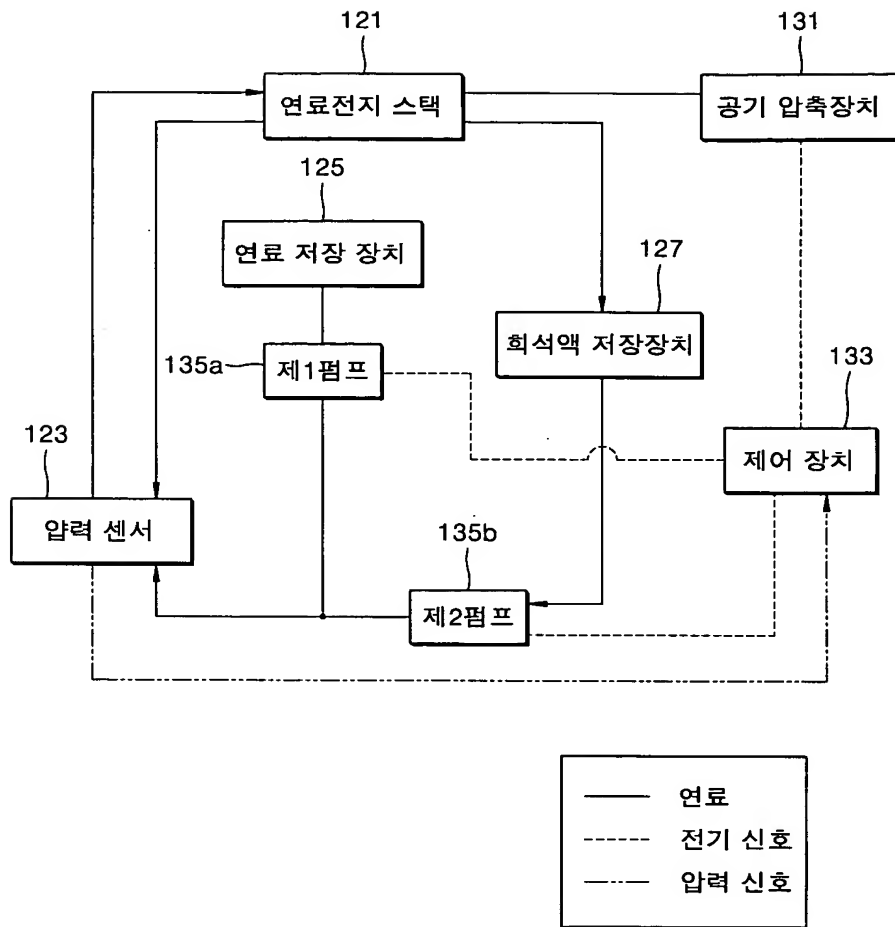 121
131
연료전지 스택
공기 압축장치
125
연료 저장 장치
127
희석액 저장장치
135a
제1펌프
133
제어 장치
123
압력 센서
135b
제2펌프
연료
전기 신호
압력 신호